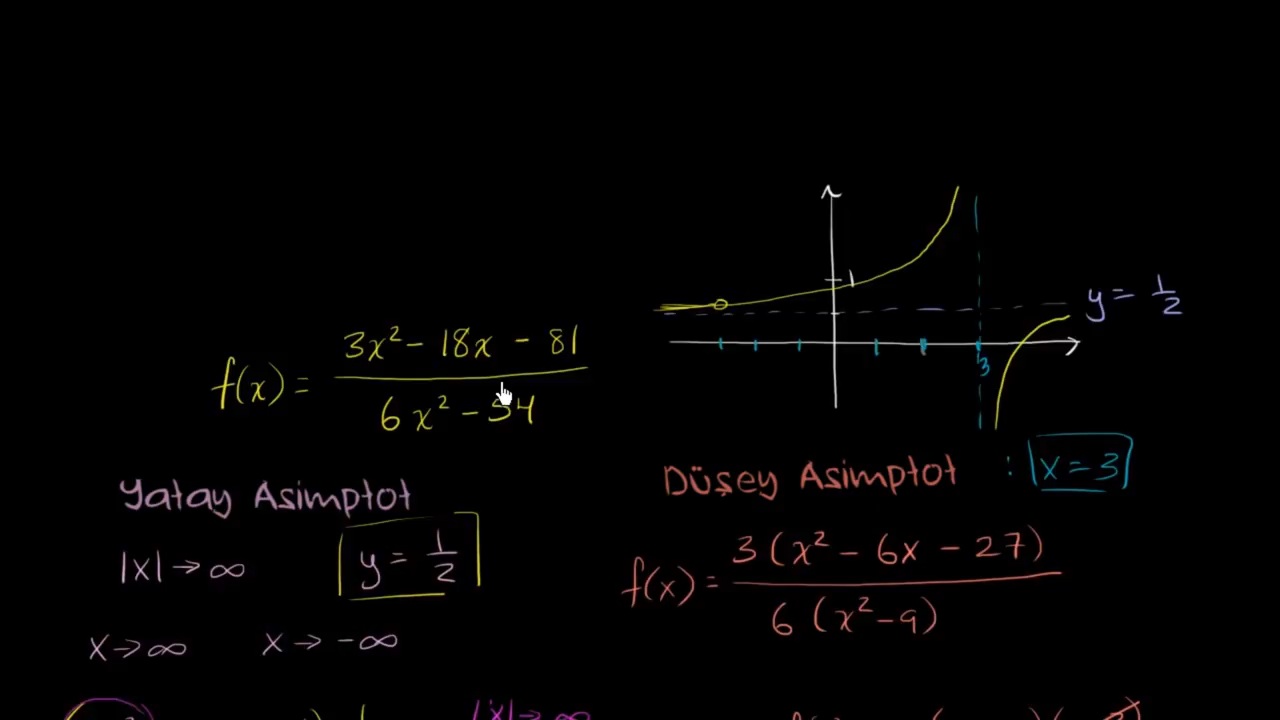 1
y = 1/2
3
f(x) = (3x² - 18x - 81)/(6x² - 54)
Yatay Asimptot
|x| → ∞
y = 1/2
x → ∞ x → -∞
Düşey Asimptot : x = 3
f(x) = 3(x² - 6x - 27)/6(x² - 9)
|x| → ∞